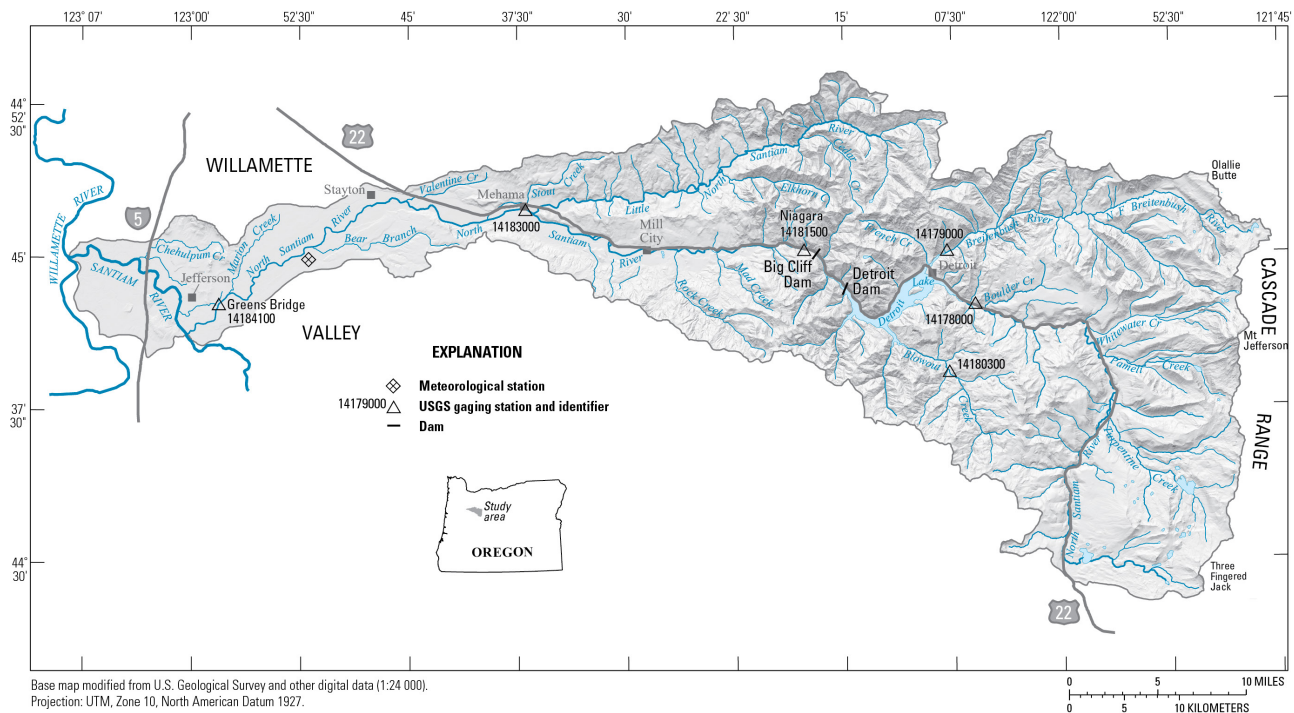 123° 07'
123°00'
52'30"
45'
37'30"
30'
22'30"
15'
07'30"
122°00'
52'30"
121°45'
44°
52'
30"
45'
37'
30"
44°
30'
WILLAMETTE
VALLEY
CASCADE
RANGE
22
5
22
WILLAMETTE RIVER
SANTIAM RIVER
Chehulpum Cr
Marion Creek
North Santiam River
Bear Branch
Valentine Cr
Stout Creek
North Santiam River
Little North Santiam River
Elkhorn Cr
Cedar Cr
French Cr
Breitenbush River
N. F. Breitenbush River
Mad Creek
Rock Creek
Detroit Lake
Boulder Cr
Blowout Creek
Whitewater Cr
Pamelia Creek
Turpentine Creek
North Santiam River
Stayton
Mehama
Mill
City
Jefferson
Detroit
Niagara
14181500
14183000
Greens Bridge
14184100
14179000
14178000
14180300
Big Cliff
Dam
Detroit
Dam
Olallie
Butte
Mt
Jefferson
Three
Fingered
Jack
EXPLANATION
Meteorological station
14179000 USGS gaging station and identifier
Dam
Study
area
OREGON
Base map modified from U.S. Geological Survey and other digital data (1:24 000).
Projection: UTM, Zone 10, North American Datum 1927.
0 5 10 MILES
0 5 10 KILOMETERS